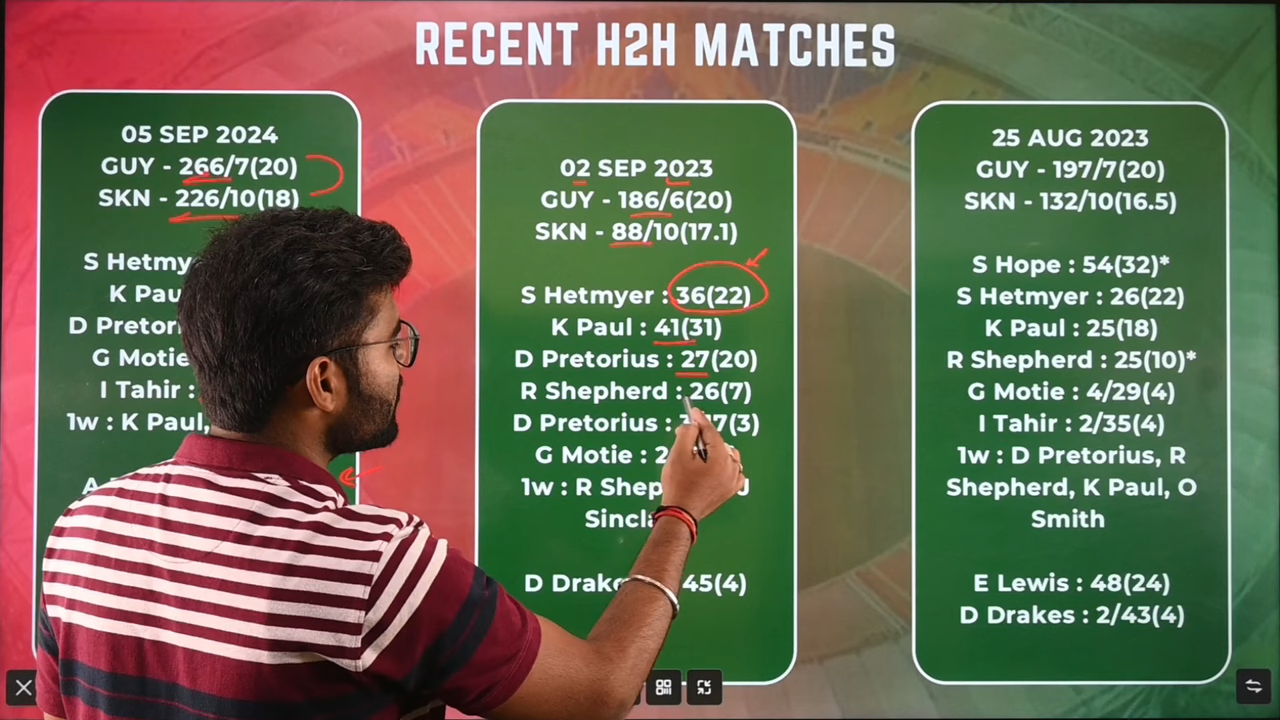 RECENT H2H MATCHES
05 SEP 2024
GUY - 266/7(20)
SKN - 226/10(18)
S Hetmy
K Pau
D Pretori
G Motie
I Tahir :
1w : K Paul,
A
02 SEP 2023
GUY - 186/6(20)
SKN - 88/10(17.1)
S Hetmyer : 36(22)
K Paul : 41(31)
D Pretorius : 27(20)
R Shepherd : 26(7)
D Pretorius : 7(3)
G Motie : 2
1w : R Shep J
Sincla
D Drake 45(4)
25 AUG 2023
GUY - 197/7(20)
SKN - 132/10(16.5)
S Hope : 54(32)*
S Hetmyer : 26(22)
K Paul : 25(18)
R Shepherd : 25(10)*
G Motie : 4/29(4)
I Tahir : 2/35(4)
1w : D Pretorius, R
Shepherd, K Paul, O
Smith
E Lewis : 48(24)
D Drakes : 2/43(4)